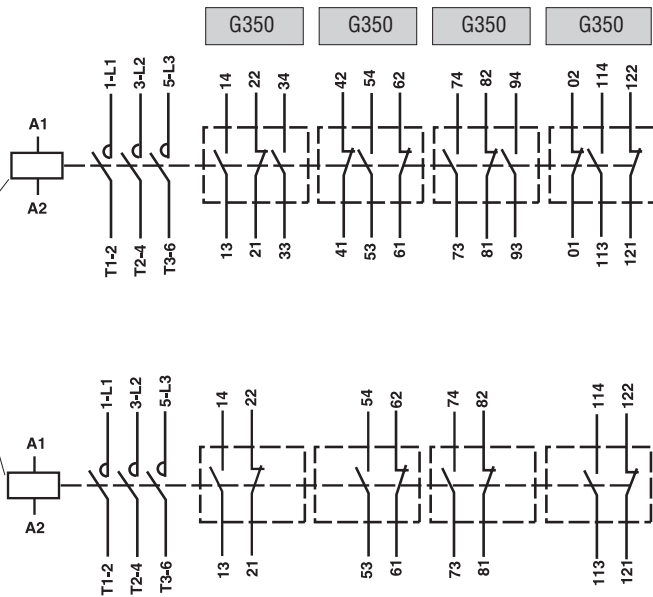 G350 G350 G350 G350
1-L1 3-L2 5-L3 14 22 34 42 54 62 74 82 94 02 114 122
A1
A2
T1-2 T2-4 T3-6 13 21 33 41 53 61 73 81 93 01 113 121
1-L1 3-L2 5-L3 14 22 54 62 74 82 114 122
A1
A2
T1-2 T2-4 T3-6 13 21 53 61 73 81 113 121